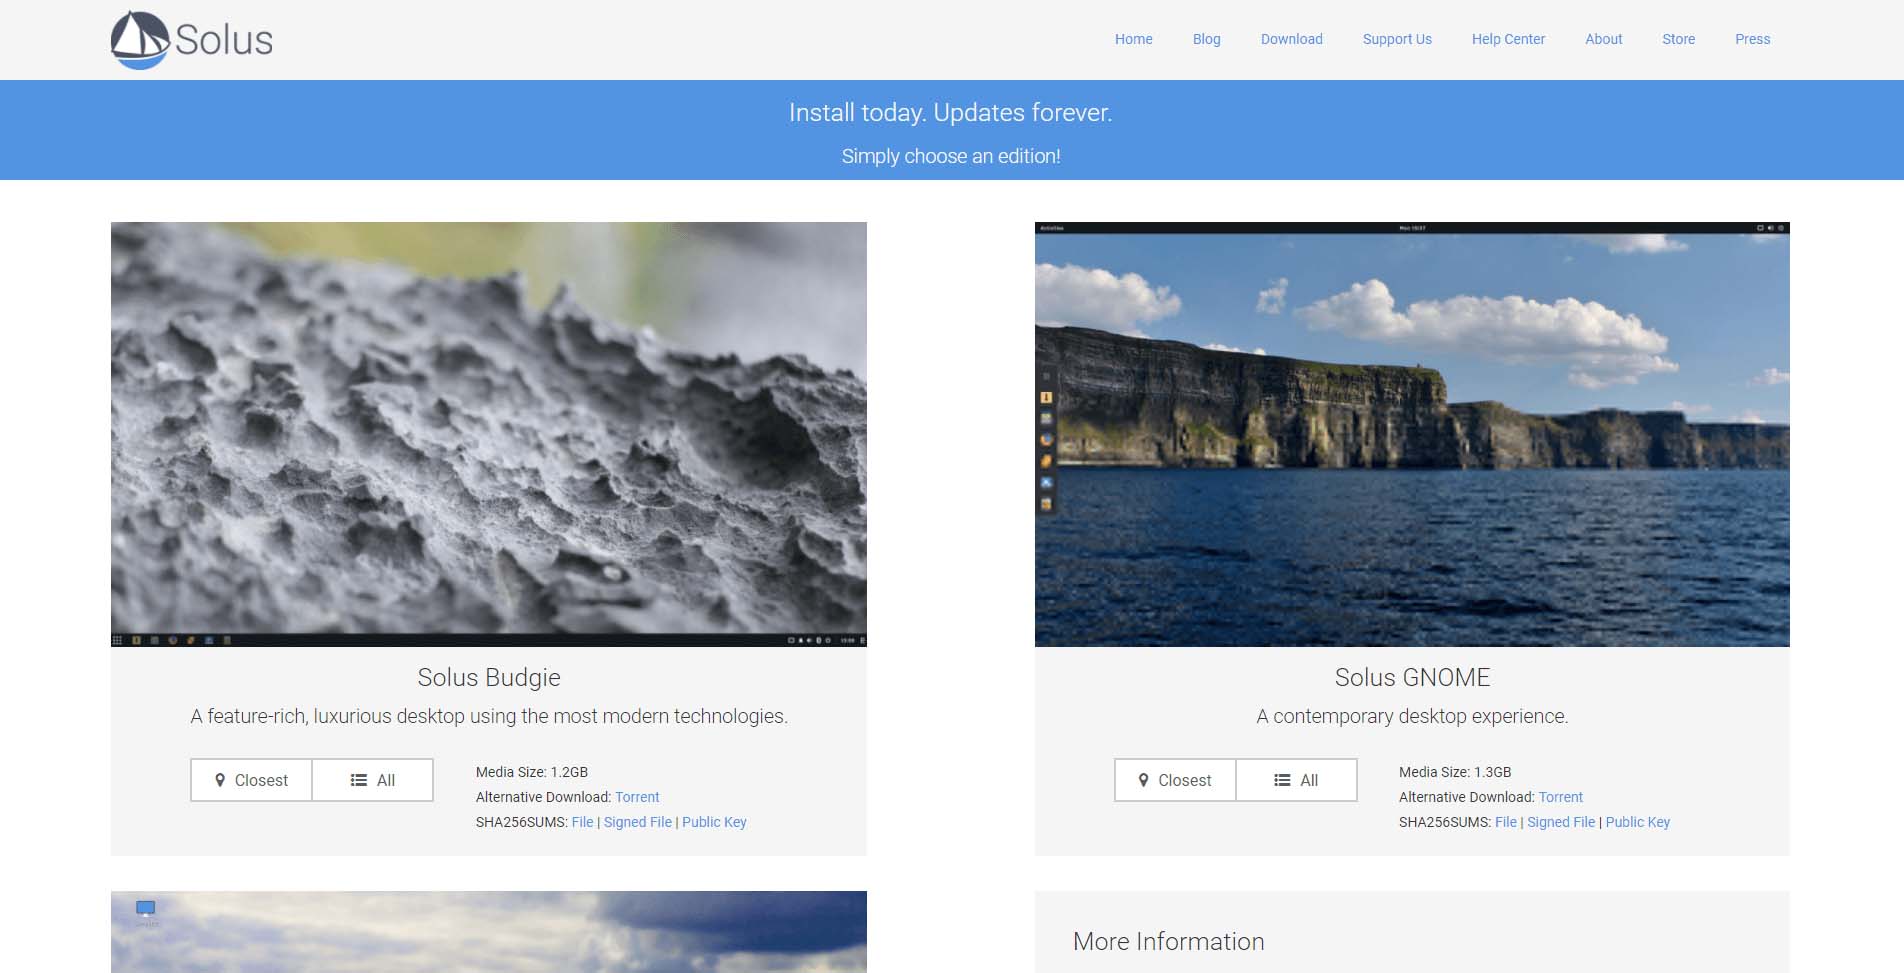 Solus
Home Blog Download Support Us Help Center About Store Press
Install today. Updates forever.
Simply choose an edition!
Activities
Solus Budgie
A feature-rich, luxurious desktop using the most modern technologies.
Closest All
Media Size: 1.2GB
Alternative Download: Torrent
SHA256SUMS: File | Signed File | Public Key
Solus GNOME
A contemporary desktop experience.
Closest All
Media Size: 1.3GB
Alternative Download: Torrent
SHA256SUMS: File | Signed File | Public Key
More Information